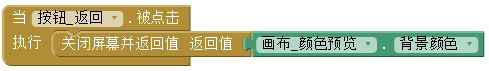 当 按钮_返回 . 被点击
执行 关闭屏幕并返回值 返回值 画布_颜色预览 . 背景颜色